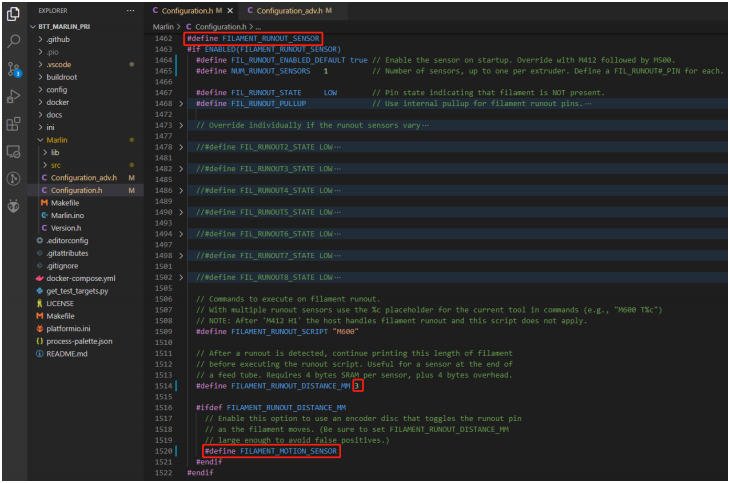 EXPLORER
···
BTT_MARLIN_PRI
.github
.pio
.vscode
buildroot
config
docker
docs
ini
Marlin
lib
src
C Configuration_adv.h M
C Configuration.h M
M Makefile
Marlin.ino
C Version.h
.editorconfig
.gitattributes
.gitignore
docker-compose.yml
get_test_targets.py
LICENSE
M Makefile
platformio.ini
{} process-palette.json
README.md
3
C Configuration.h M ×
C Configuration_adv.h M
Marlin > C Configuration.h > ...
1462 #define FILAMENT_RUNOUT_SENSOR
1463 #if ENABLED(FILAMENT_RUNOUT_SENSOR)
1464 #define FIL_RUNOUT_ENABLED_DEFAULT true // Enable the sensor on startup. Override with M412 followed by M500.
1465 #define NUM_RUNOUT_SENSORS 1 // Number of sensors, up to one per extruder. Define a FIL_RUNOUT#_PIN for each.
1466
1467 #define FIL_RUNOUT_STATE LOW // Pin state indicating that filament is NOT present.
1468 > #define FIL_RUNOUT_PULLUP // Use internal pullup for filament runout pins.···
1472
1473 > // Override individually if the runout sensors vary···
1477
1478 > //#define FIL_RUNOUT2_STATE LOW···
1481
1482 > //#define FIL_RUNOUT3_STATE LOW···
1485
1486 > //#define FIL_RUNOUT4_STATE LOW···
1489
1490 > //#define FIL_RUNOUT5_STATE LOW···
1493
1494 > //#define FIL_RUNOUT6_STATE LOW···
1497
1498 > //#define FIL_RUNOUT7_STATE LOW···
1501
1502 > //#define FIL_RUNOUT8_STATE LOW···
1505
1506 // Commands to execute on filament runout.
1507 // With multiple runout sensors use the %c placeholder for the current tool in commands (e.g., "M600 T%c")
1508 // NOTE: After 'M412 H1' the host handles filament runout and this script does not apply.
1509 #define FILAMENT_RUNOUT_SCRIPT "M600"
1510
1511 // After a runout is detected, continue printing this length of filament
1512 // before executing the runout script. Useful for a sensor at the end of
1513 // a feed tube. Requires 4 bytes SRAM per sensor, plus 4 bytes overhead.
1514 #define FILAMENT_RUNOUT_DISTANCE_MM 3
1515
1516 #ifdef FILAMENT_RUNOUT_DISTANCE_MM
1517 // Enable this option to use an encoder disc that toggles the runout pin
1518 // as the filament moves. (Be sure to set FILAMENT_RUNOUT_DISTANCE_MM
1519 // large enough to avoid false positives.)
1520 #define FILAMENT_MOTION_SENSOR
1521 #endif
1522 #endif